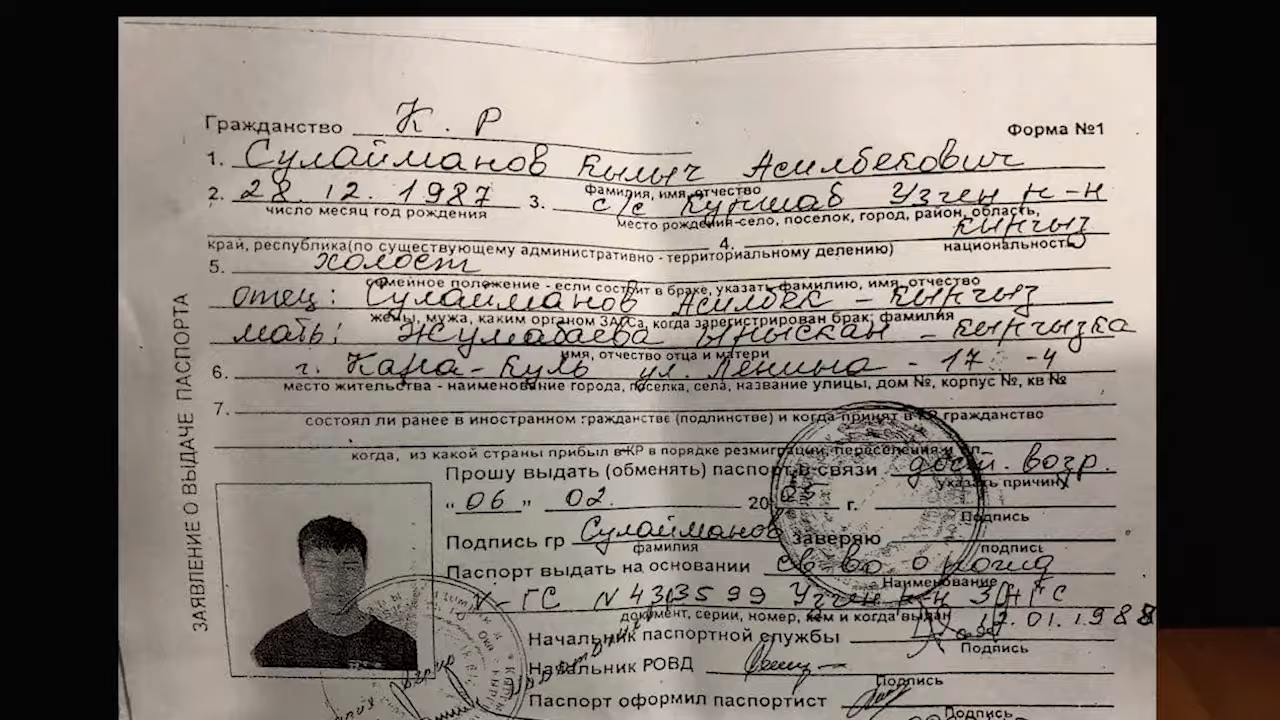 Гражданство К. Р
Форма №1
1. Сулайманов Кылыч Асилбекович
фамилия, имя, отчество
2. 28. 12. 1987 3. с/с Куршаб Узген р-н
число месяц год рождения
место рождения-село, поселок, город, район, область,
край, республика(по существующему административно - территориальному делению) 4. кыргыз
национальность
5. холост
семейное положение - если состоит в браке, указать фамилию, имя, отчество
отец: Сулайманов Асилбек - кыргыз
жены, мужа, каким органом ЗАГСа, когда зарегистрирован брак; фамилия
мать: Жумабаева - кыргызка
имя, отчество отца и матери
6. г. Кара-Куль ул. Ленина - 17 -4
место жительства - наименование города, поселка, села, название улицы, дом №, корпус №, кв №
7.
состоял ли ранее в иностранном гражданстве (подлинстве) и когда принят в КР гражданство
когда, из какой страны прибыл в КР в порядке резмиграции, переселения и
Прошу выдать (обменять) паспорт в связи дост. возр.
указать причину
"06" 02. 20 г.
Подпись
Подпись гр Сулайманов заверяю
фамилия
подпись
Паспорт выдать на основании св-во о рожд
Наименование
V-ГС N 433599 Узген р-н ЗАГС
документ, серии, номер, кем и когда выдан 12.01.1988
Начальник паспортной службы
Подпись
Начальник РОВД
Подпись
Паспорт оформил паспортист
Подпись
ЗАЯВЛЕНИЕ О ВЫДАЧЕ ПАСПОРТА